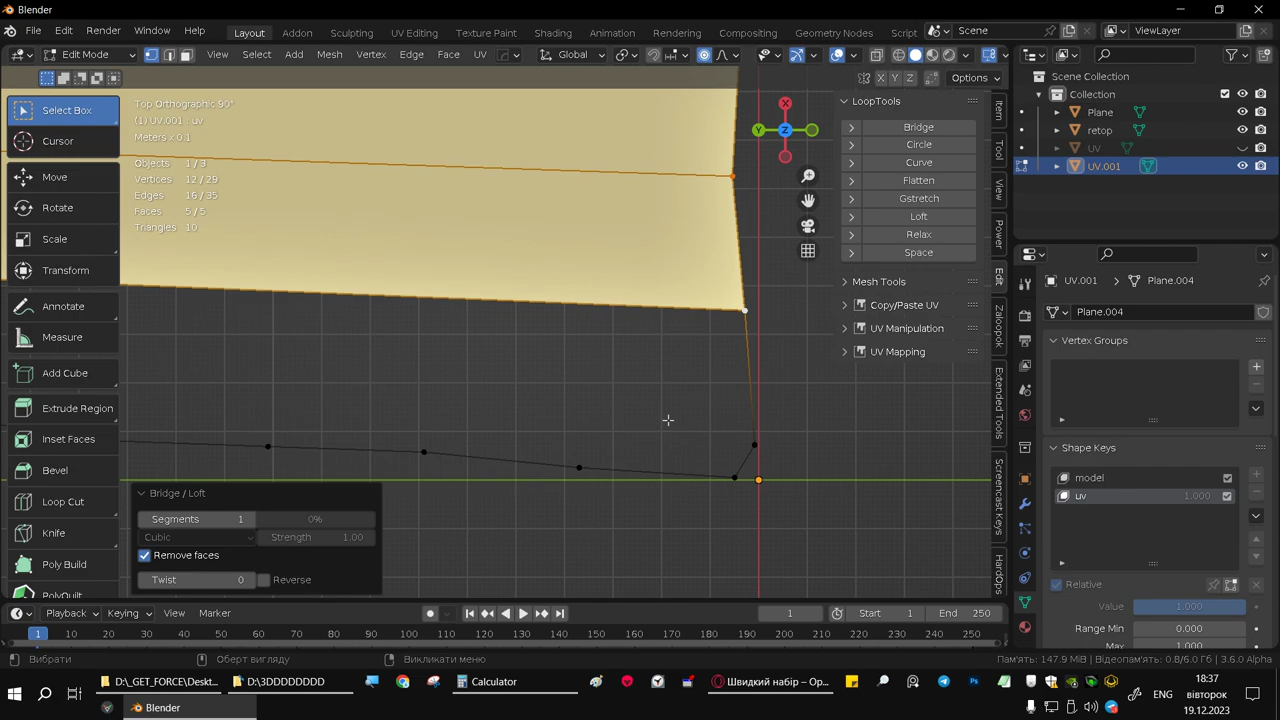 Blender
File Edit Render Window Help
Layout Addon Sculpting UV Editing Texture Paint Shading Animation Rendering Compositing Geometry Nodes Script
Scene ViewLayer
Edit Mode View Select Add Mesh Vertex Edge Face UV Global
X Y Z Options
Select Box
Cursor
Move
Rotate
Scale
Transform
Annotate
Measure
Add Cube
Extrude Region
Inset Faces
Bevel
Loop Cut
Knife
Poly Build
PolyQuilt
Top Orthographic 90°
(1) UV.001 : uv
Meters x 0.1
Objects 1 / 3
Vertices 12 / 29
Edges 16 / 35
Faces 5 / 5
Triangles 10
X
Y Z
LoopTools
Bridge
Circle
Curve
Flatten
Gstretch
Loft
Relax
Space
Mesh Tools
Copy/Paste UV
UV Manipulation
UV Mapping
Item
Tool
View
Power
Edit
Zaloopok
Extended Tools
Screencast Keys
HardOps
Bridge / Loft
Segments 1 0%
Cubic Strength 1.00
Remove faces
Twist 0 Reverse
Scene Collection
Collection
Plane
retop
UV
UV.001
UV.001 Plane.004
Plane.004
Vertex Groups
Shape Keys
model
uv 1.000
Relative
Value 1.000
Range Min 0.000
Max 1.000
Playback Keying View Marker 1 Start 1 End 250
1 10 20 30 40 50 60 70 80 90 100 110 120 130 140 150 160 170 180 190 200 210 220 230 240 250
Вибрати Оберт вигляду Викликати меню Пам'ять: 147.9 MiB | Відеопам'ять: 0.8/6.0 Гб | 3.6.0 Alpha
D:\_GET_FORCE\Deskt... D:\3DDDDDDDD Calculator Швидкий набір – Op...
Blender
ENG
18:37
вівторок
19.12.2023